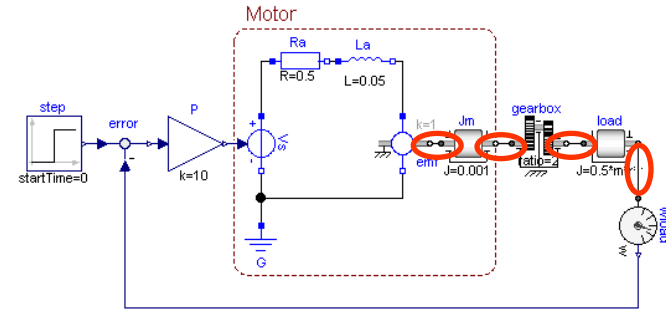 Motor
Ra
La
R=0.5
L=0.05
step
error
P
k=1
Jm
gearbox
load
+
Vs
-
emf
-
startTime=0
k=10
J=0.001
ratio=2
J=0.5*m
wload
w
G